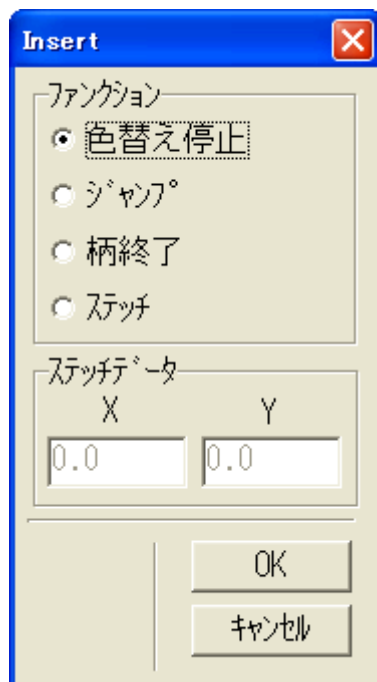 Insert
ﾌｧﾝｸｼｮﾝ
色替え停止
ｼﾞｬﾝﾌﾟ
柄終了
ｽﾃｯﾁ
ｽﾃｯﾁﾃﾞｰﾀ
X Y
0.0 0.0
OK
ｷｬﾝｾﾙ